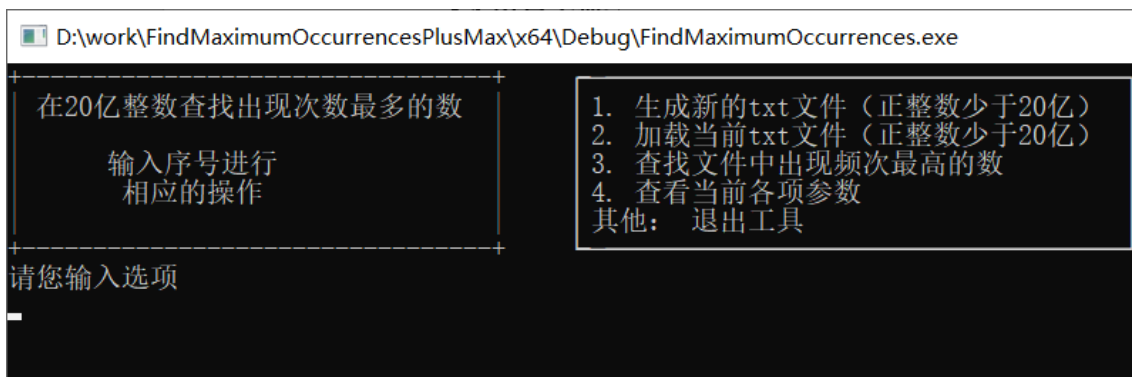 D:\work\FindMaximumOccurrencesPlusMax\x64\Debug\FindMaximumOccurrences.exe
在20亿整数查找出现次数最多的数
输入序号进行
相应的操作
1. 生成新的txt文件（正整数少于20亿）
2. 加载当前txt文件（正整数少于20亿）
3. 查找文件中出现频次最高的数
4. 查看当前各项参数
其他： 退出工具
请您输入选项